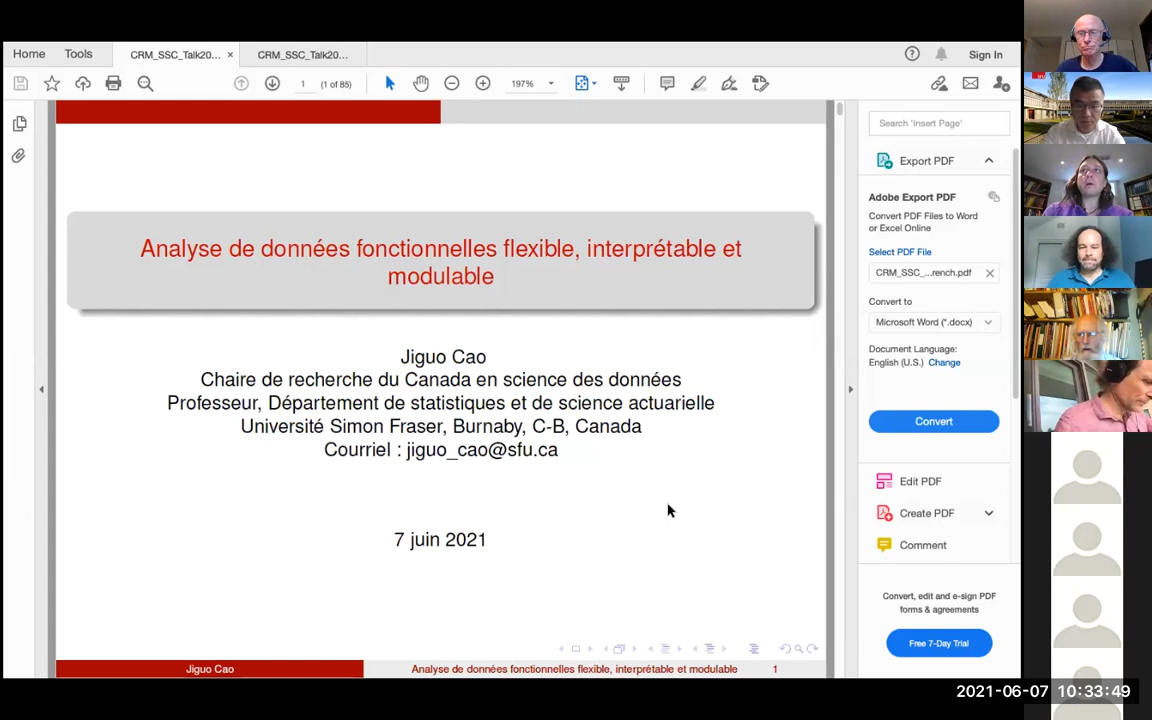 Home
Tools
CRM_SSC_Talk20... ×
CRM_SSC_Talk20...
Sign In
1
(1 of 85)
197%
Search 'Insert Page'
Export PDF
Adobe Export PDF
Convert PDF Files to Word
or Excel Online
Select PDF File
CRM_SSC_...rench.pdf
Convert to
Microsoft Word (*.docx)
Document Language:
English (U.S.) Change
Convert
Edit PDF
Create PDF
Comment
Convert, edit and e-sign PDF
forms & agreements
Free 7-Day Trial
Analyse de données fonctionnelles flexible, interprétable et
modulable
Jiguo Cao
Chaire de recherche du Canada en science des données
Professeur, Département de statistiques et de science actuarielle
Université Simon Fraser, Burnaby, C-B, Canada
Courriel : jiguo_cao@sfu.ca
7 juin 2021
Jiguo Cao
Analyse de données fonctionnelles flexible, interprétable et modulable
1
2021-06-07 10:33:49